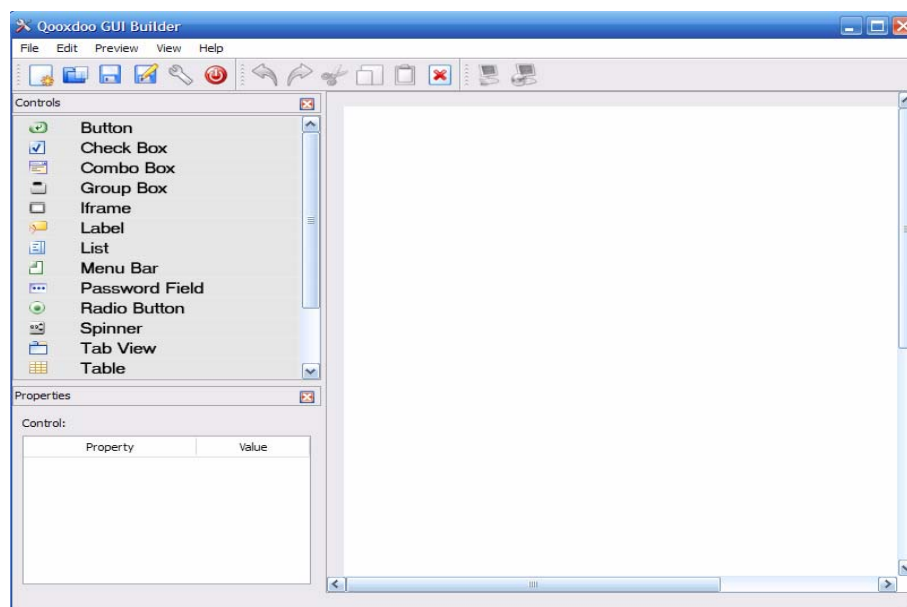 Qooxdoo GUI Builder
File Edit Preview View Help
Controls
Button
Check Box
Combo Box
Group Box
Iframe
Label
List
Menu Bar
Password Field
Radio Button
Spinner
Tab View
Table
Properties
Control:
Property Value